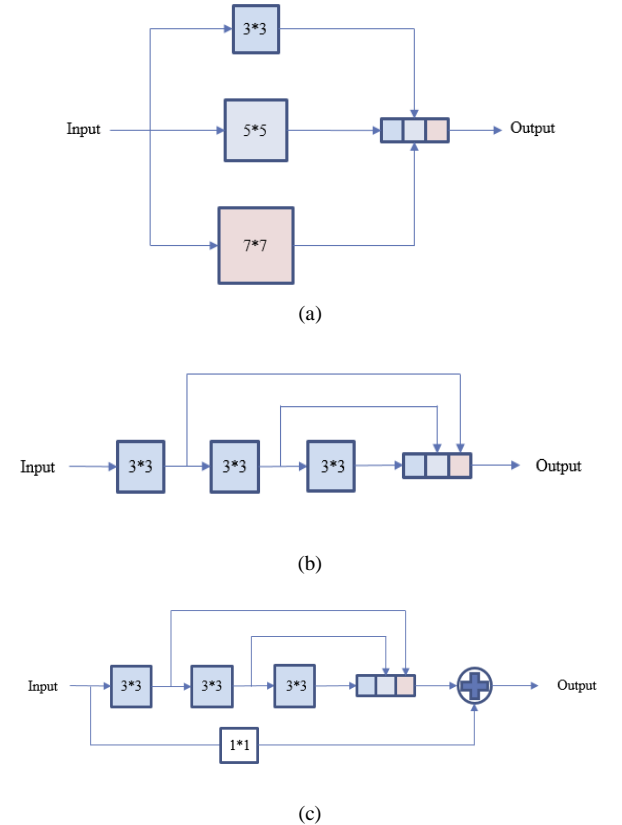 3*3
Input
5*5
Output
7*7
(a)
Input 3*3 3*3 3*3 Output
(b)
Input 3*3 3*3 3*3 Output
1*1
(c)